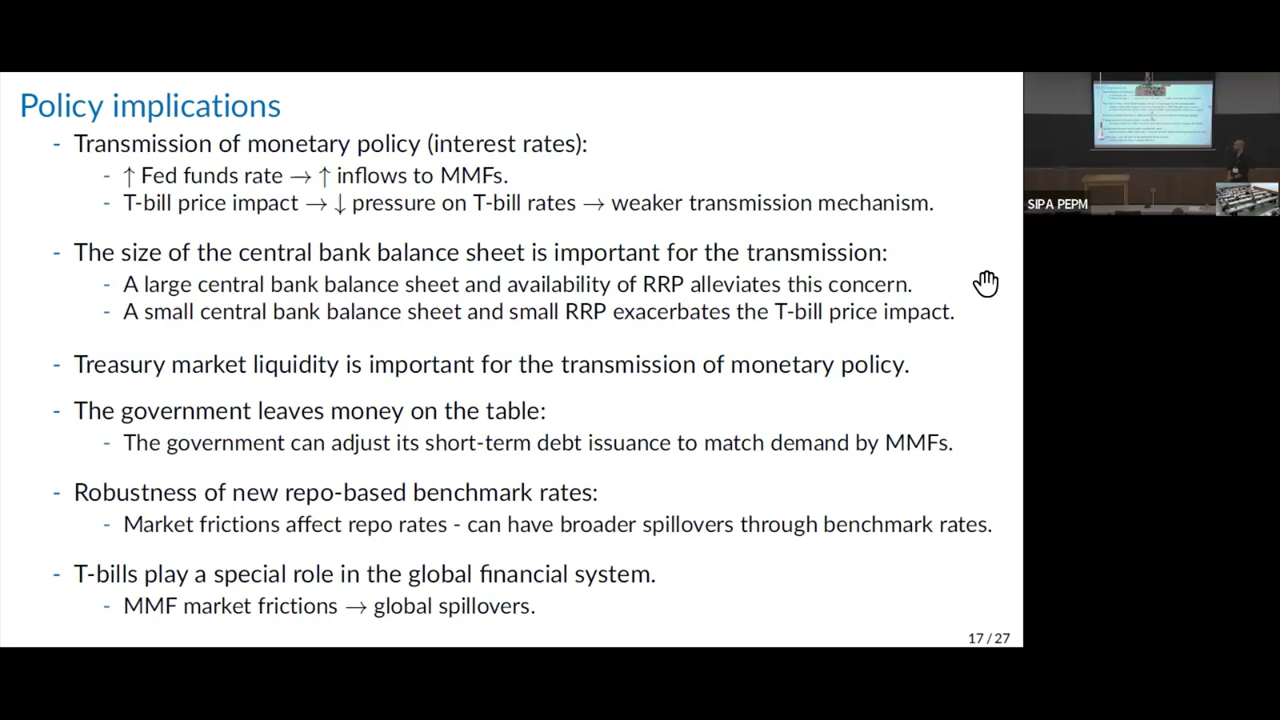 Policy implications
- Transmission of monetary policy (interest rates):
- ↑ Fed funds rate → ↑ inflows to MMFs.
- T-bill price impact → ↓ pressure on T-bill rates → weaker transmission mechanism.
- The size of the central bank balance sheet is important for the transmission:
- A large central bank balance sheet and availability of RRP alleviates this concern.
- A small central bank balance sheet and small RRP exacerbates the T-bill price impact.
- Treasury market liquidity is important for the transmission of monetary policy.
- The government leaves money on the table:
- The government can adjust its short-term debt issuance to match demand by MMFs.
- Robustness of new repo-based benchmark rates:
- Market frictions affect repo rates - can have broader spillovers through benchmark rates.
- T-bills play a special role in the global financial system.
- MMF market frictions → global spillovers.
17 / 27
SIPA PEPM